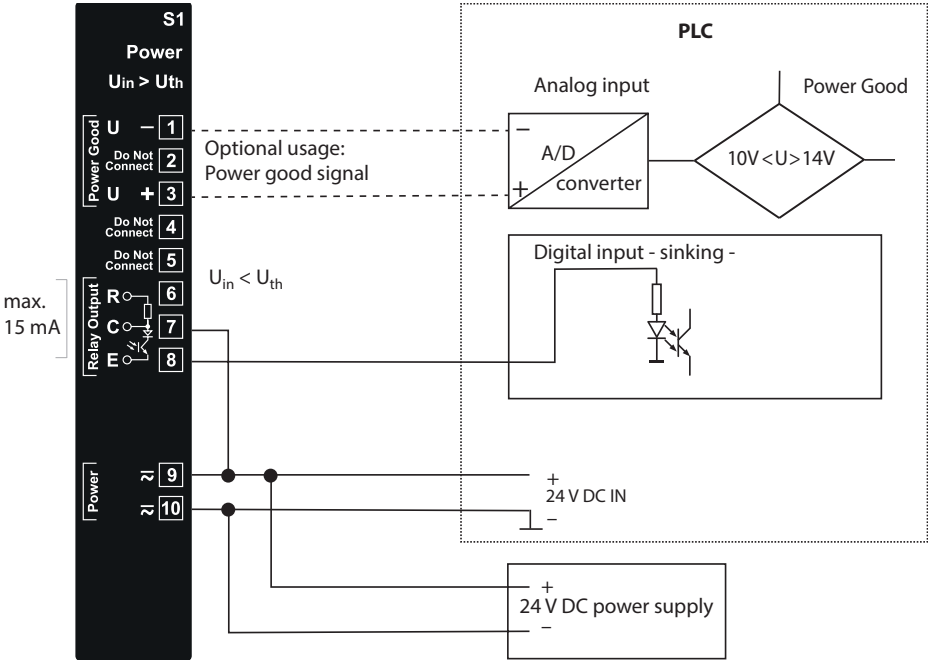 S1
Power
Uin > Uth
Power Good
U − 1
Do Not
Connect 2
U + 3
Do Not
Connect 4
Do Not
Connect 5
max.
15 mA
Relay Output
R 6
C 7
E 8
Uin < Uth
Power
≂ 9
≂ 10
Optional usage:
Power good signal
PLC
Analog input
Power Good
−
A/D
+ converter
10V<U>14V
Digital input - sinking -
+
24 V DC IN
−
+
24 V DC power supply
−